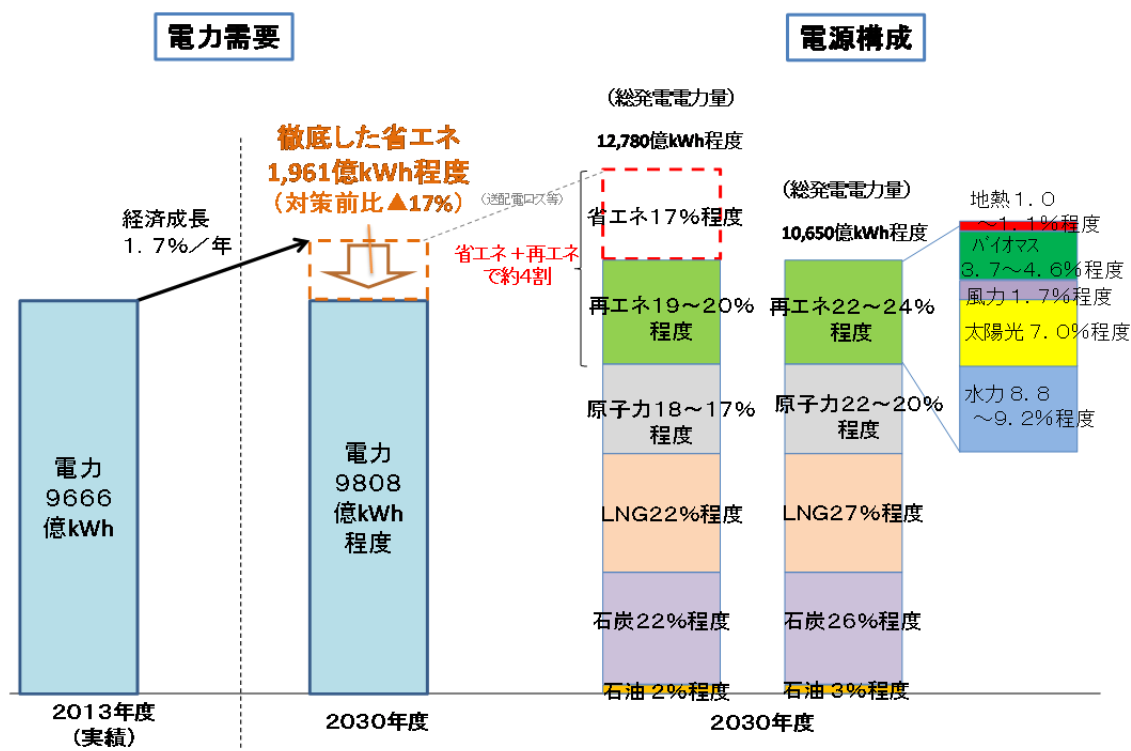 電力需要
電源構成
徹底した省エネ
1,961億kWh程度
(対策前比▲17%)
経済成長
1.7%/年
(送配電ロス等)
省エネ+再エネ
で約4割
(総発電電力量)
12,780億kWh程度
(総発電電力量)
10,650億kWh程度
電力
9666
億kWh
電力
9808
億kWh
程度
省エネ17%程度
再エネ19~20%
程度
原子力18~17%
程度
LNG22%程度
石炭22%程度
石油2%程度
再エネ22~24%
程度
原子力22~20%
程度
LNG27%程度
石炭26%程度
石油3%程度
地熱1.0
~1.1%程度
バイオマス
3.7~4.6%程度
風力1.7%程度
太陽光7.0%程度
水力8.8
~9.2%程度
2013年度
(実績)
2030年度
2030年度